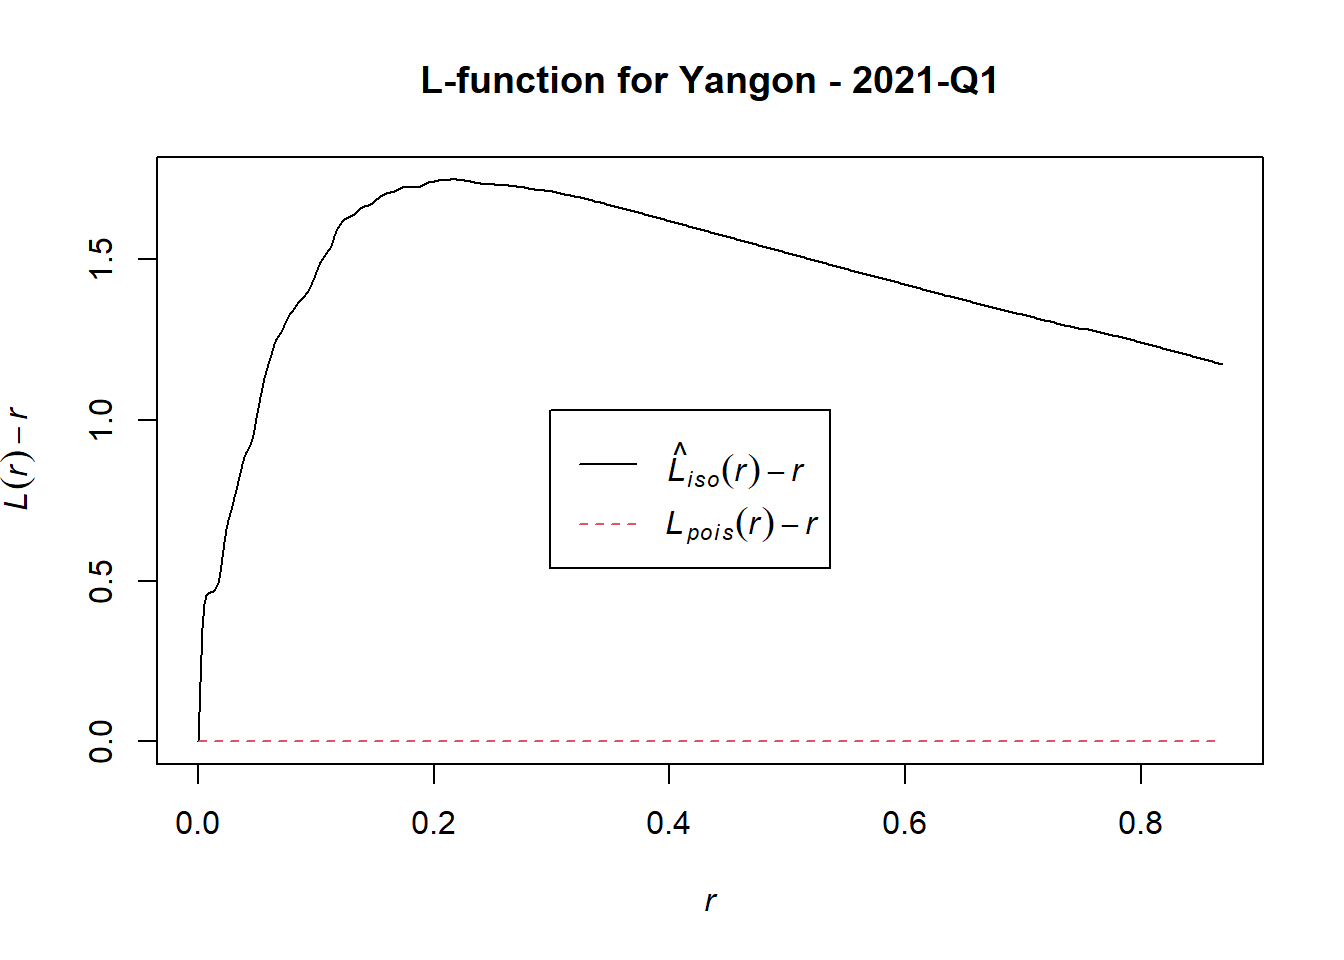 L-function for Yangon - 2021-Q1
L(r) − r
1.5
1.0
0.5
0.0
L̂iso(r) − r
Lpois(r) − r
0.0 0.2 0.4 0.6 0.8
r